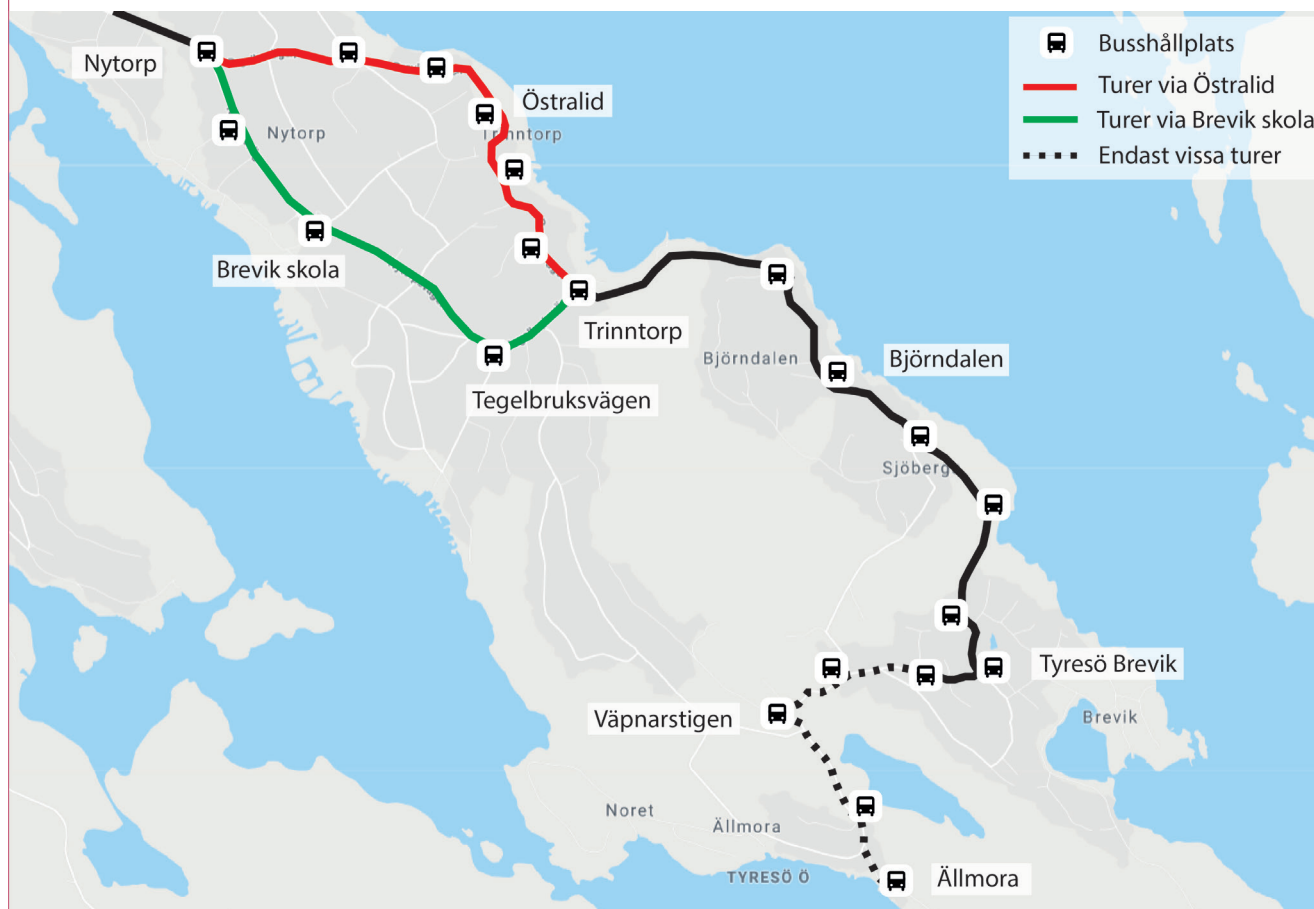 Busshållplats
Turer via Östralid
Turer via Brevik skola
Endast vissa turer
Nytorp
Östralid
Nytorp
Trinntorp
Brevik skola
Trinntorp
Björndalen
Björndalen
Tegelbruksvägen
Sjöberg
Tyresö Brevik
Väpnarstigen
Brevik
Noret
Ällmora
TYRESÖ Ö
Ällmora